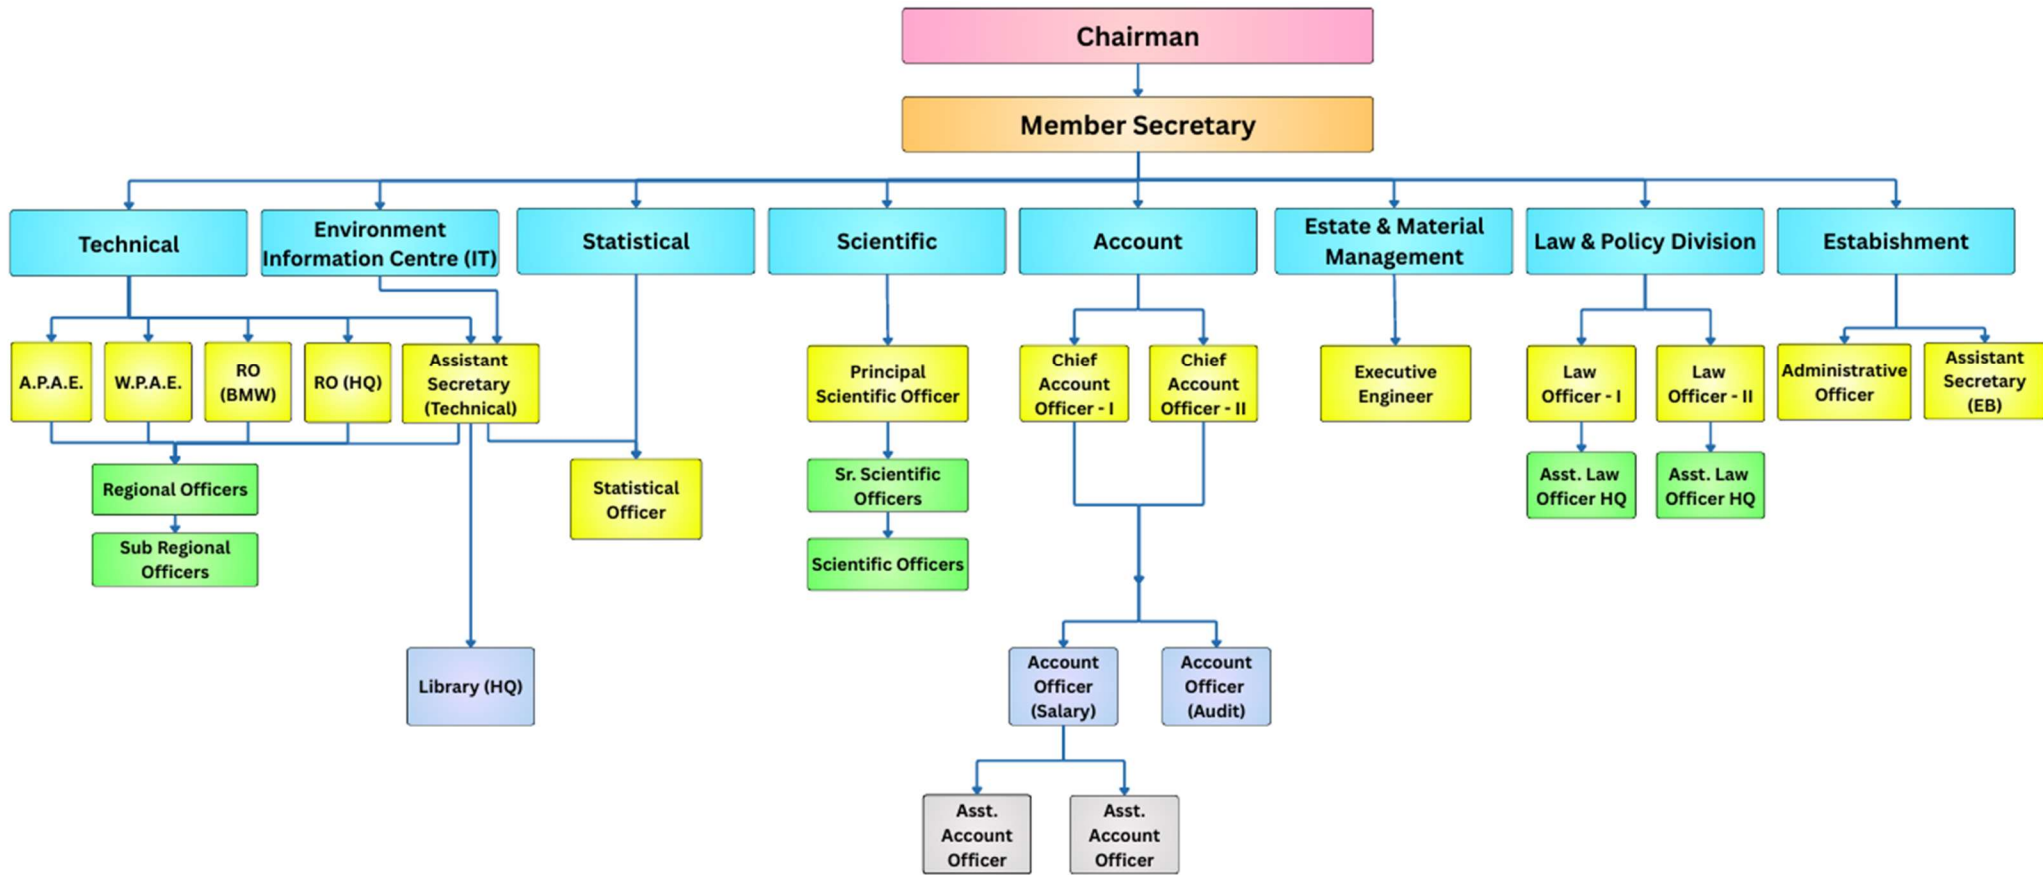 Chairman
Member Secretary
Technical
Environment
Information Centre (IT)
Statistical
Scientific
Account
Estate & Material
Management
Law & Policy Division
Estabishment
A.P.A.E.
W.P.A.E.
RO
(BMW)
RO (HQ)
Assistant
Secretary
(Technical)
Principal
Scientific Officer
Chief
Account
Officer - I
Chief
Account
Officer - II
Executive
Engineer
Law
Officer - I
Law
Officer - II
Administrative
Officer
Assistant
Secretary
(EB)
Regional Officers
Statistical
Officer
Sr. Scientific
Officers
Asst. Law
Officer HQ
Asst. Law
Officer HQ
Sub Regional
Officers
Scientific Officers
Library (HQ)
Account
Officer
(Salary)
Account
Officer
(Audit)
Asst.
Account
Officer
Asst.
Account
Officer